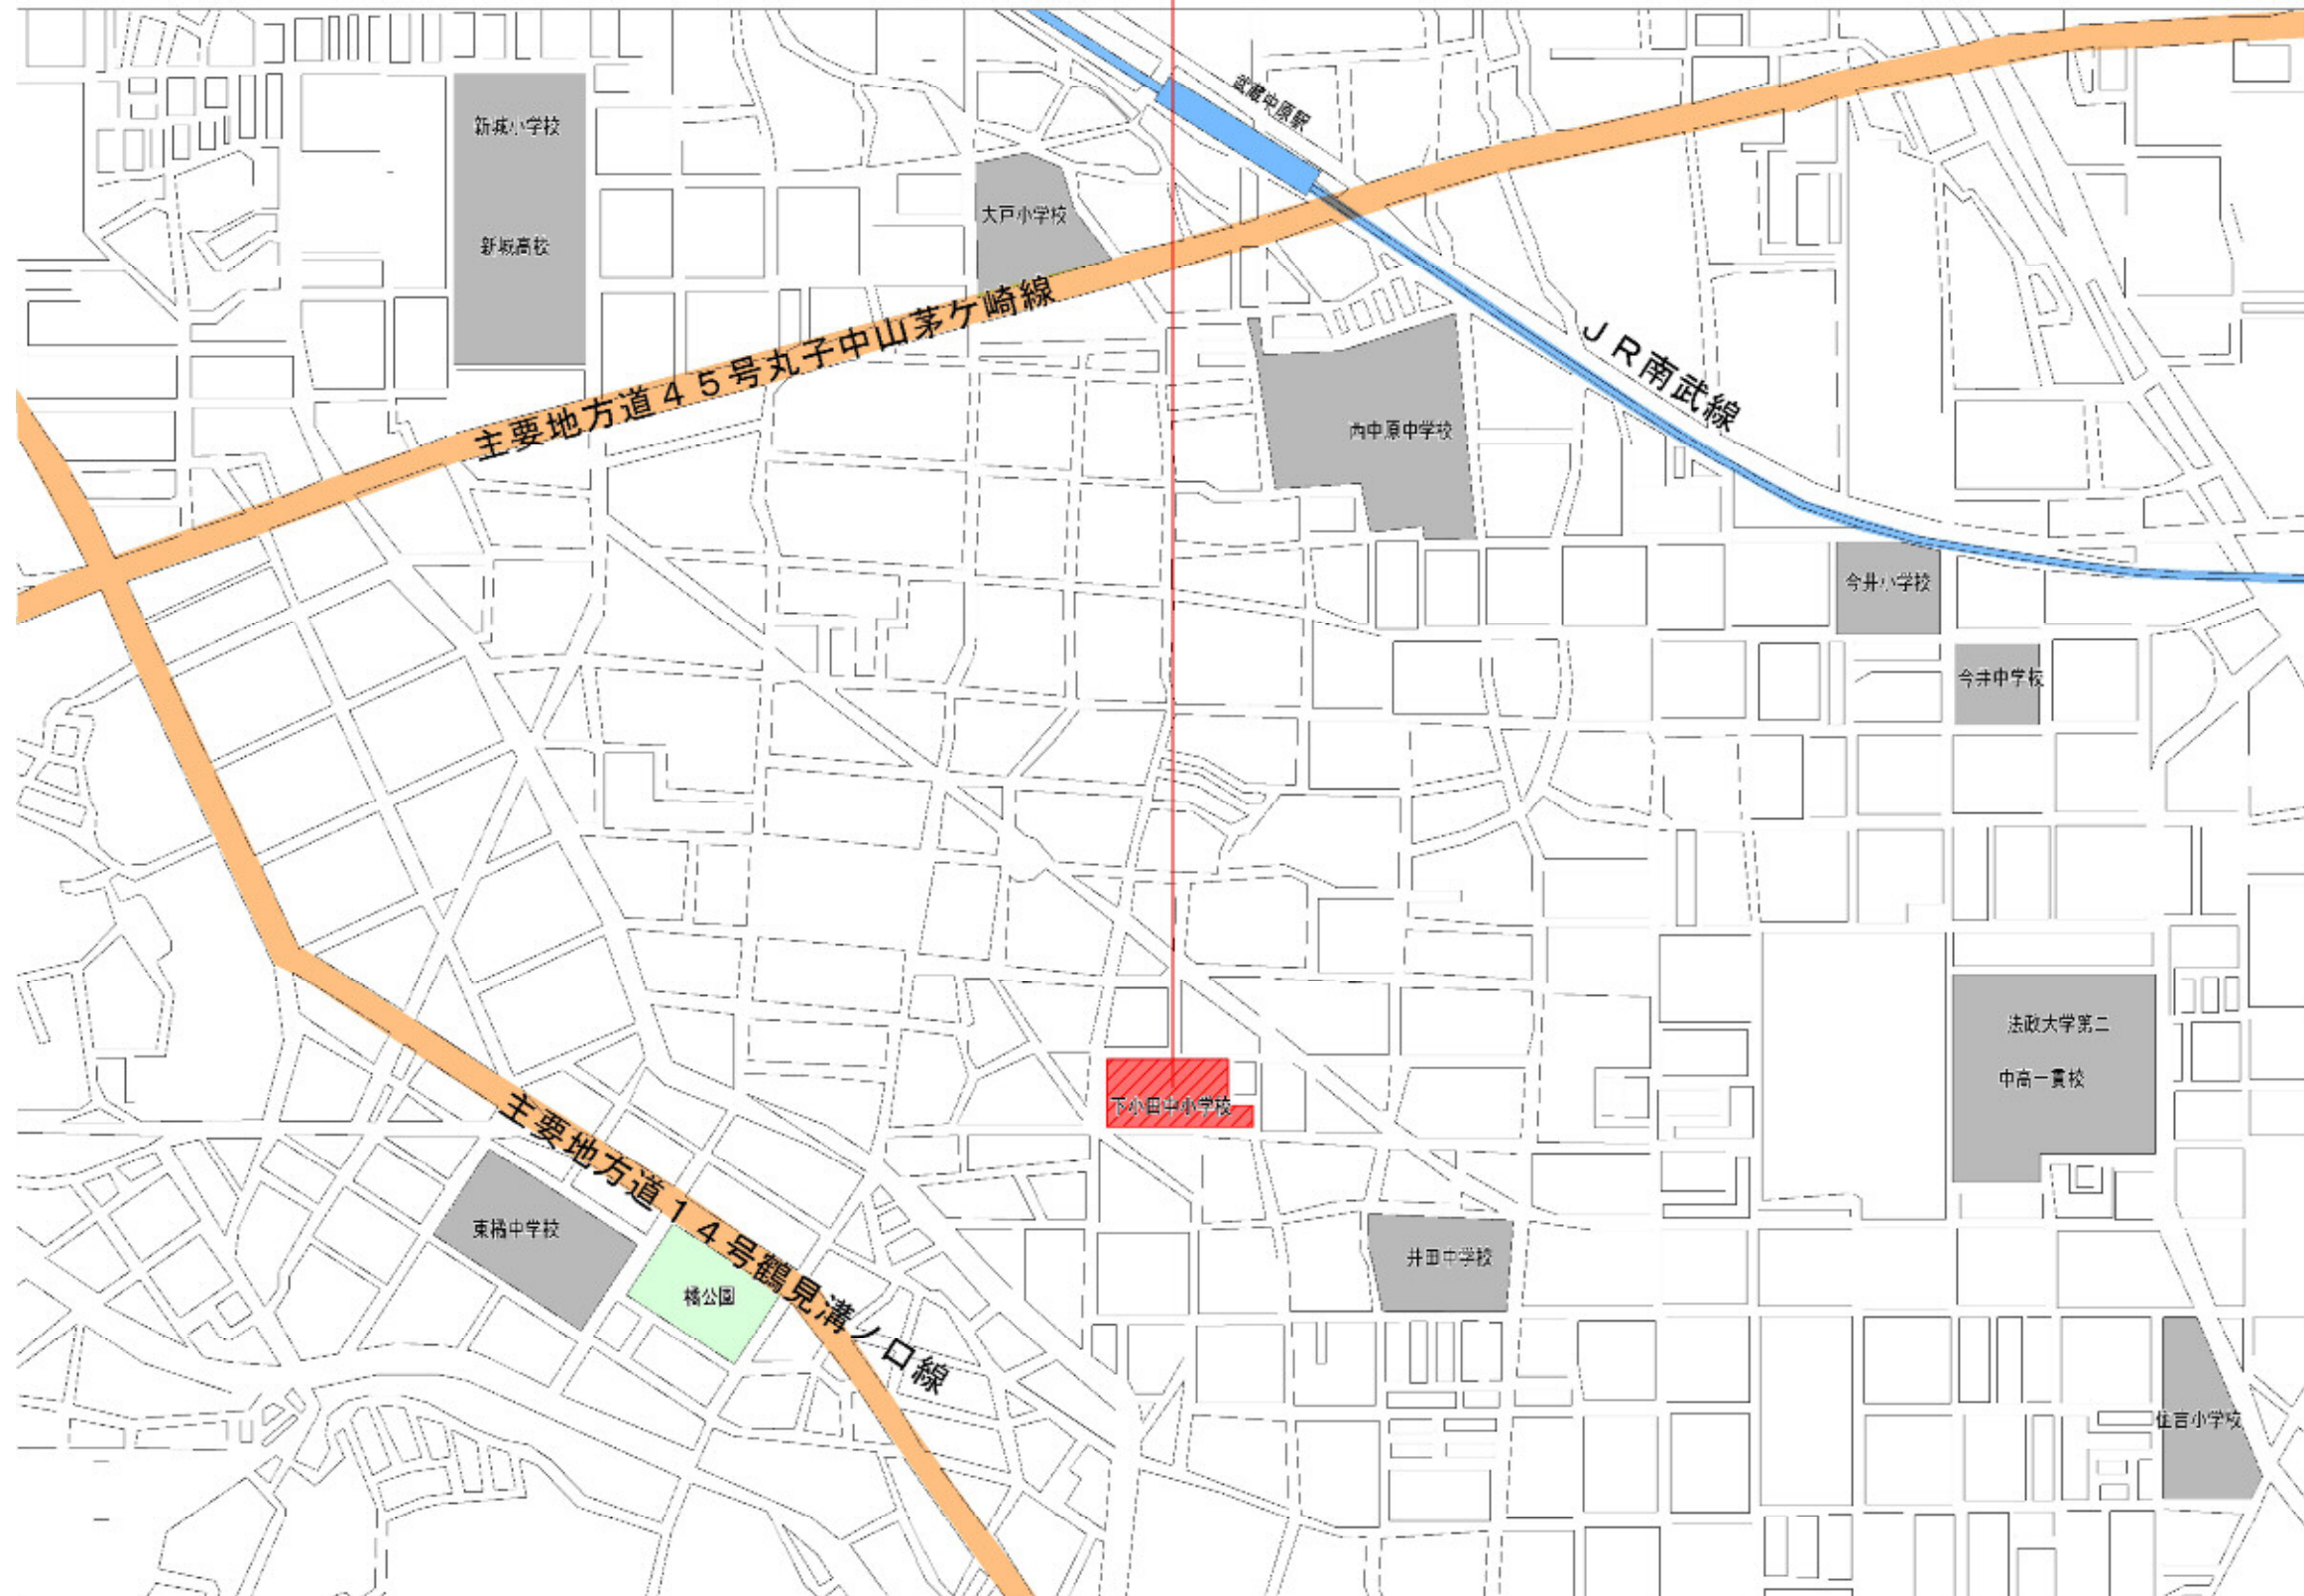 武蔵中原駅
新城小学校
大戸小学校
新城高校
主要地方道４５号丸子中山茅ケ崎線
ＪＲ南武線
西中原中学校
今井小学校
今井中学校
法政大学第二
中高一貫校
下小田中小学校
主要地方道１４号鶴見溝ノ口線
東橘中学校
井田中学校
橘公園
住吉小学校